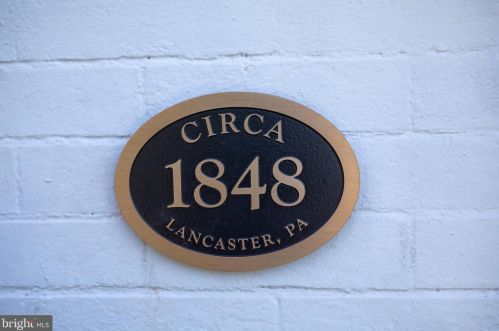 CIRCA
1848
LANCASTER, PA
bright MLS